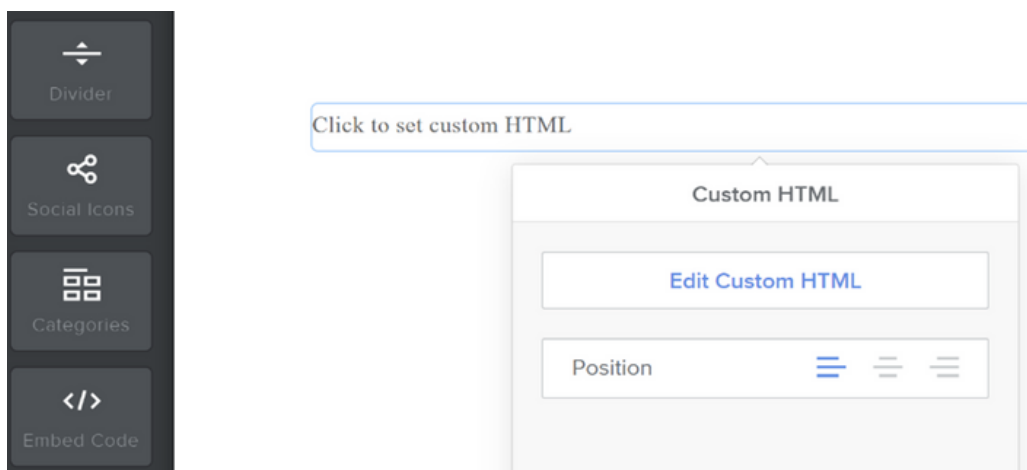 Divider
Social Icons
Categories
</>
Embed Code
Click to set custom HTML
Custom HTML
Edit Custom HTML
Position